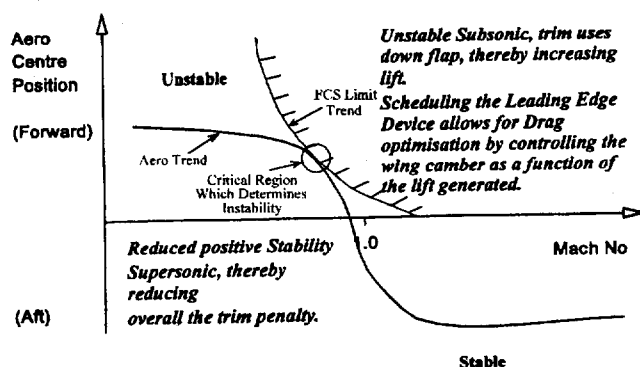 Aero
Centre
Position
(Forward)
Unstable
FCS Limit
Trend
Aero Trend
Critical Region
Which Determines
Instability
Unstable Subsonic, trim uses
down flap, thereby increasing
lift.
Scheduling the Leading Edge
Device allows for Drag
optimisation by controlling the
wing camber as a function of
the lift generated.
1.0
Mach No
Reduced positive Stability
Supersonic, thereby
reducing
overall the trim penalty.
(Aft)
Stable